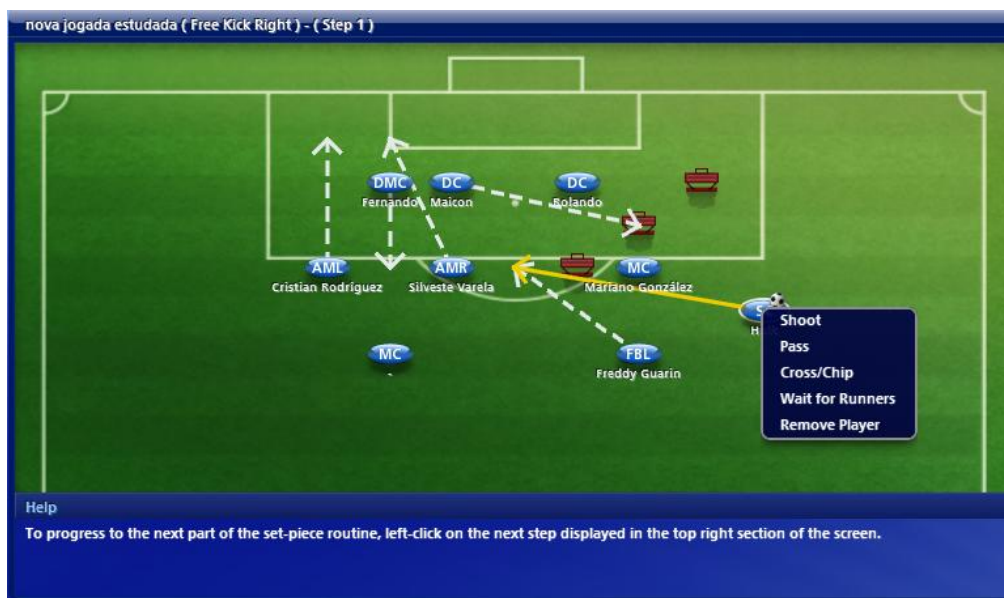 nova jogada estudada ( Free Kick Right ) - ( Step 1 )
DMC DC DC
Fernando Maicon Rolando
AML AMR MC
Cristian Rodríguez Silveste Varela Mariano González
S
Shoot
MC FBL
- Freddy Guarin
Pass
Cross/Chip
Wait for Runners
Remove Player
Help
To progress to the next part of the set-piece routine, left-click on the next step displayed in the top right section of the screen.